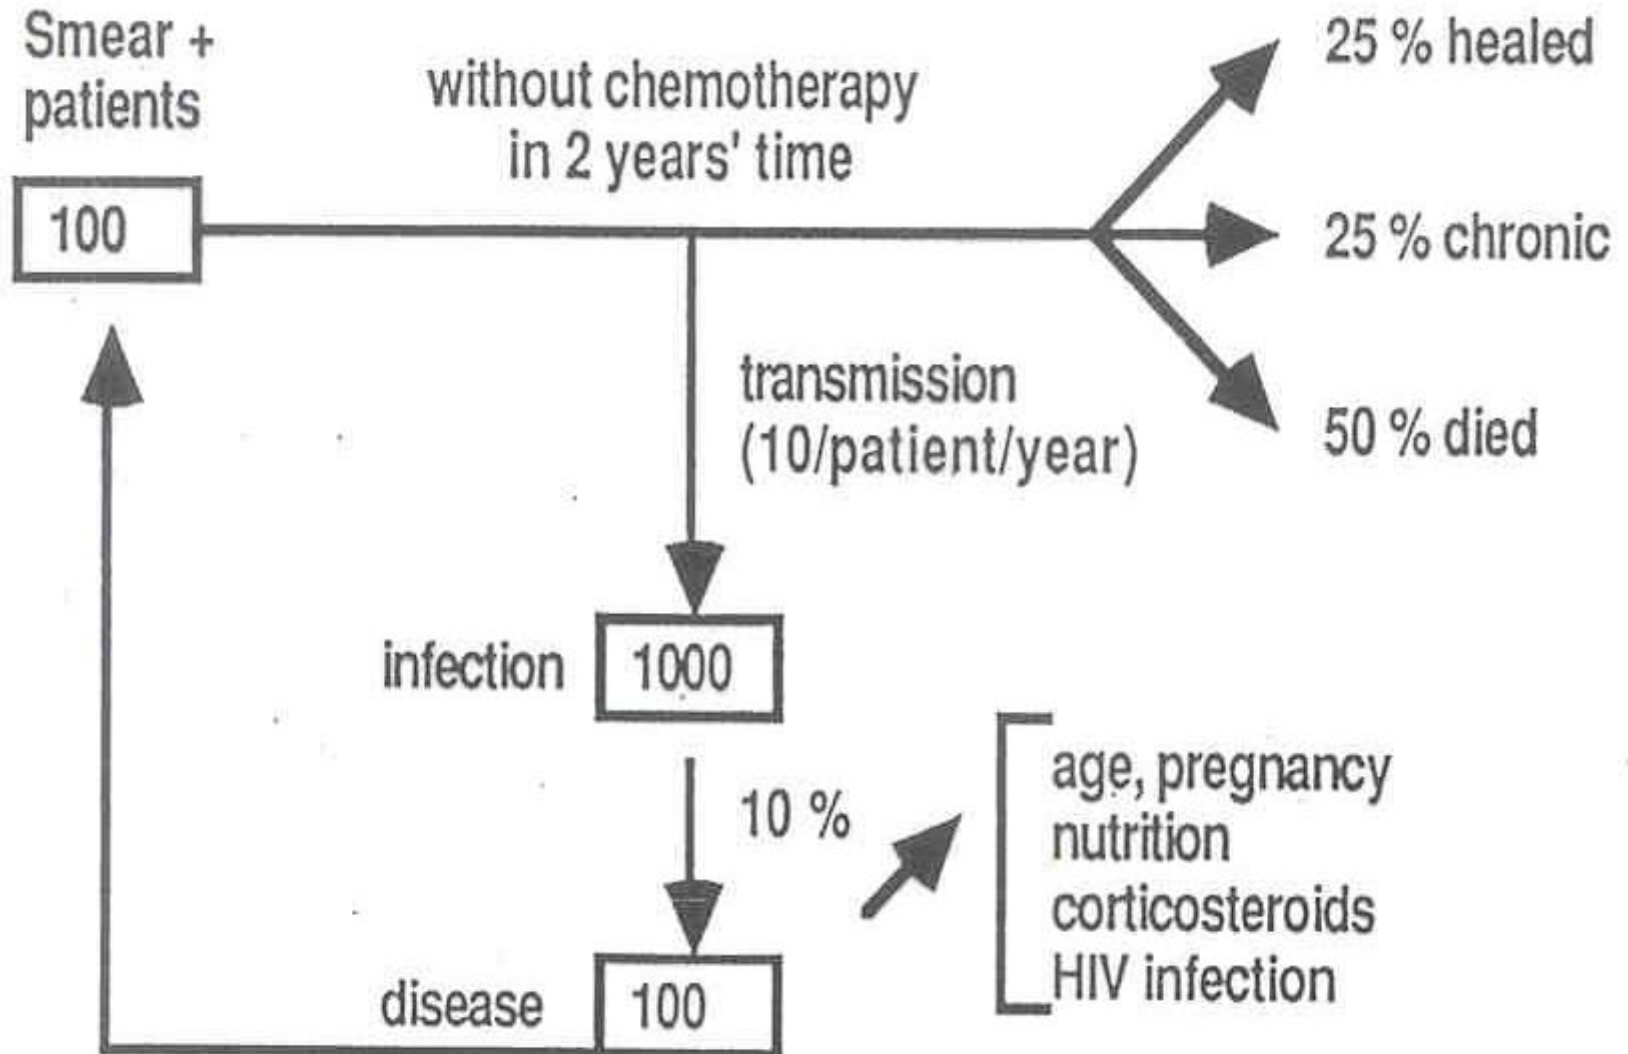 Smear +
patients
100
without chemotherapy
in 2 years' time
25 % healed
25 % chronic
50 % died
transmission
(10/patient/year)
infection
1000
10 %
age, pregnancy
nutrition
corticosteroids
HIV infection
disease
100